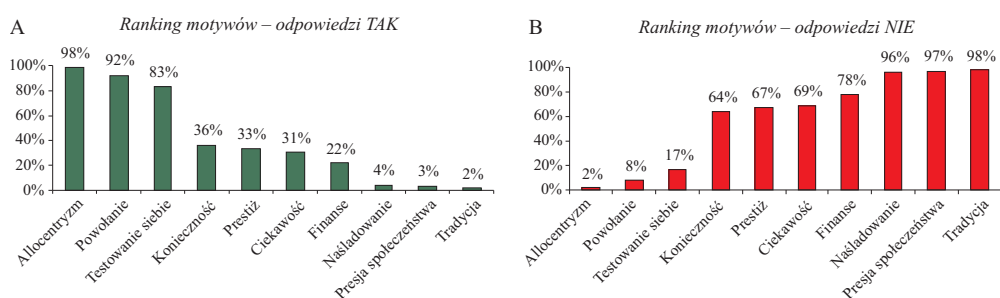 A
Ranking motywów – odpowiedzi TAK
98%
92%
83%
36%
33%
31%
22%
4%
3%
2%
100%
80%
60%
40%
20%
0%
Allocentryzm
Powołanie
Testowanie siebie
Konieczność
Prestiż
Ciekawość
Finanse
Naśladowanie
Presja społeczeństwa
Tradycja
B
Ranking motywów – odpowiedzi NIE
2%
8%
17%
64%
67%
69%
78%
96%
97%
98%
100%
80%
60%
40%
20%
0%
Allocentryzm
Powołanie
Testowanie siebie
Konieczność
Prestiż
Ciekawość
Finanse
Naśladowanie
Presja społeczeństwa
Tradycja